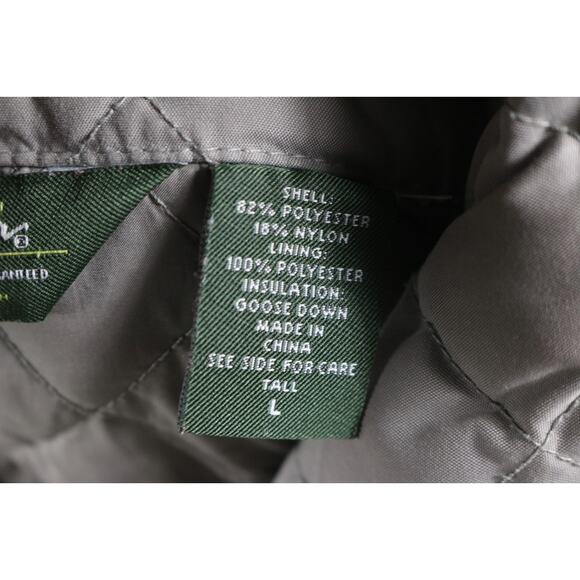 SHELL:
82% POLYESTER
18% NYLON
LINING:
100% POLYESTER
INSULATION:
GOOSE DOWN
MADE IN
CHINA
SEE SIDE FOR CARE
TALL
L